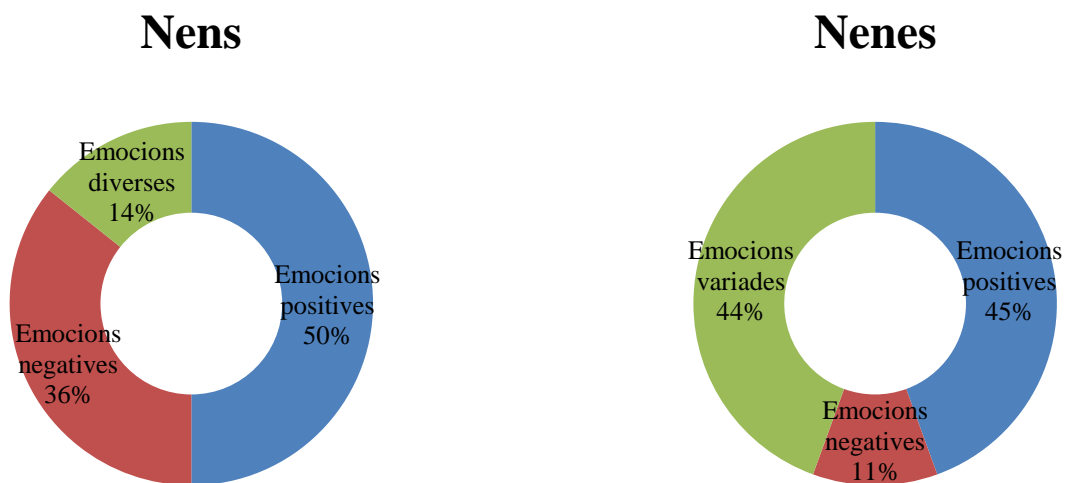 Nens
Emocions
diverses
14%
Emocions
positives
50%
Emocions
negatives
36%
Nenes
Emocions
variades
44%
Emocions
positives
45%
Emocions
negatives
11%